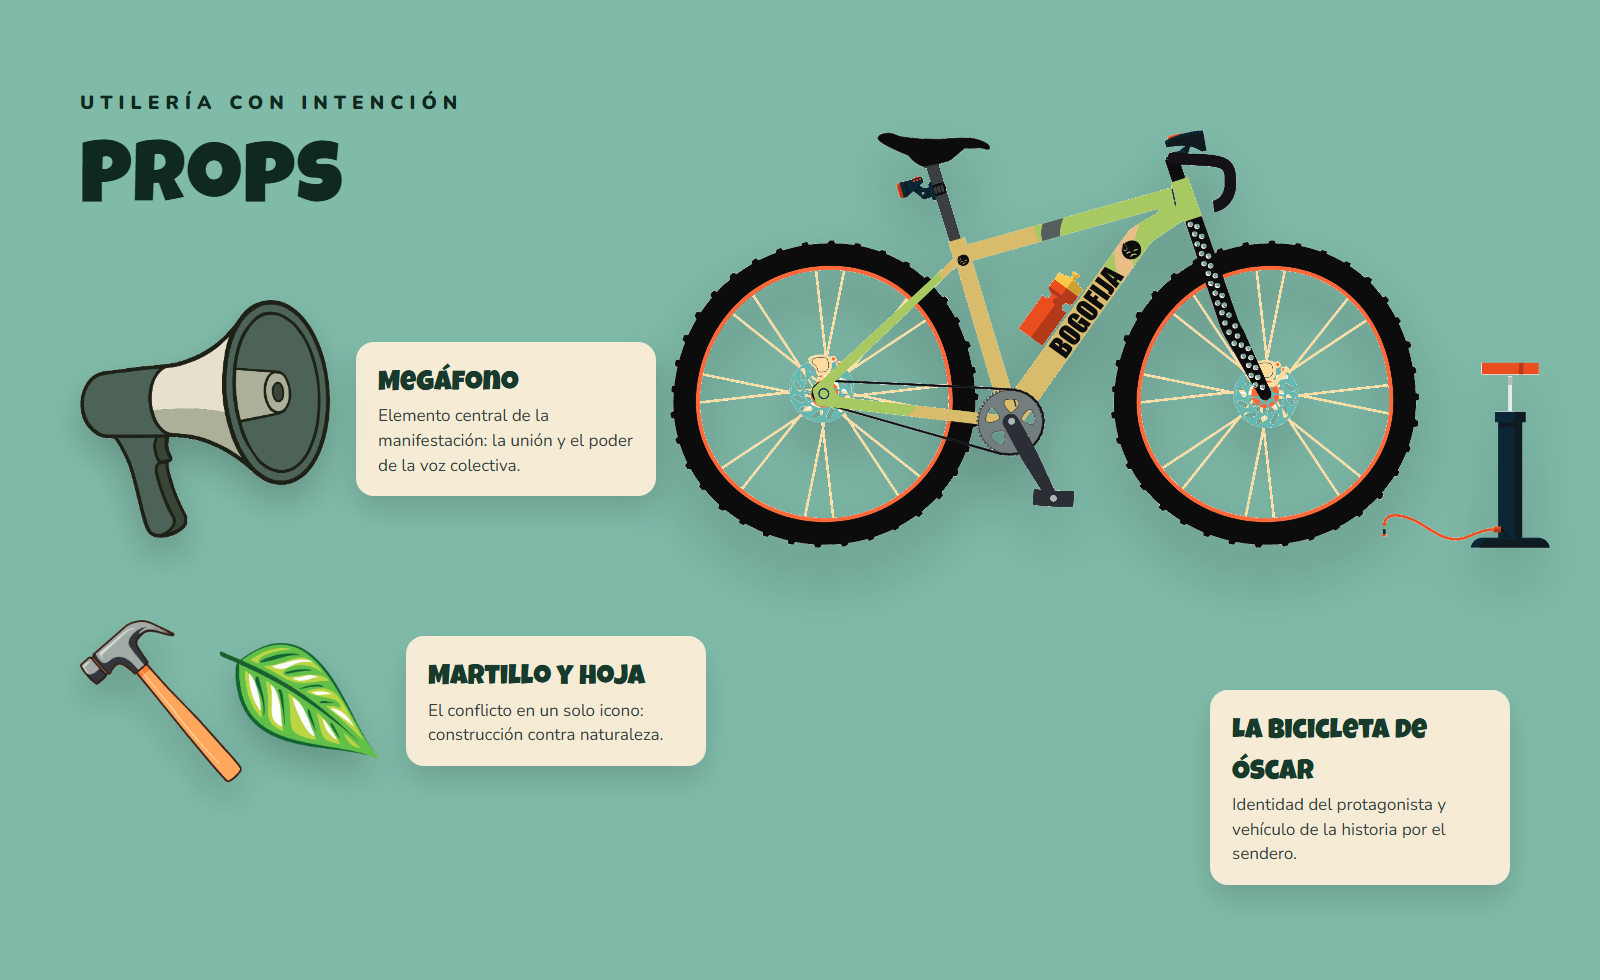 UTILERÍA CON INTENCIÓN
PROPS
MEGÁFONO
Elemento central de la
manifestación: la unión y el poder
de la voz colectiva.
BOGOFIJA
MARTILLO Y HOJA
El conflicto en un solo icono:
construcción contra naturaleza.
LA BICICLETA DE
ÓSCAR
Identidad del protagonista y
vehículo de la historia por el
sendero.